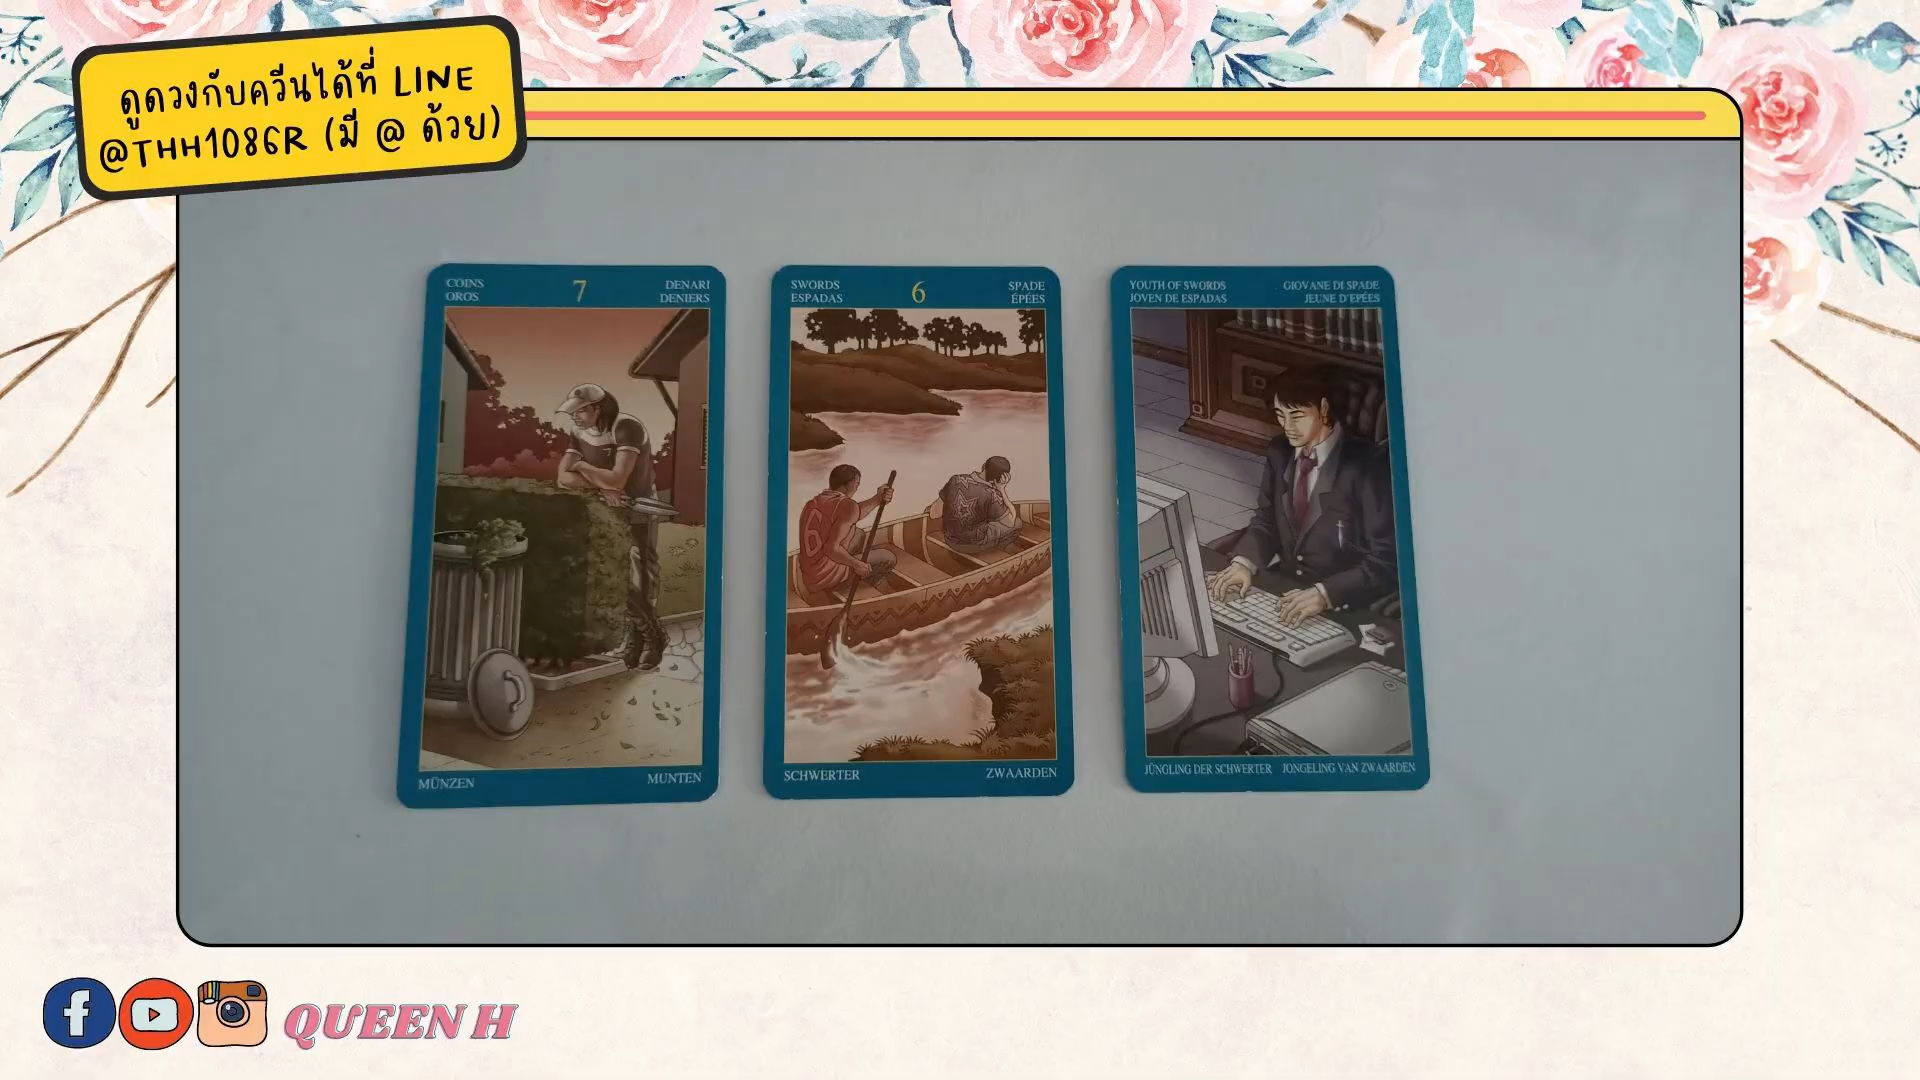 ดูดวงกับควีนได้ที่ LINE
@THH1086R (มี @ ด้วย)
COINS 7 DENARI
OROS DENIERS
MÜNZEN MUNTEN
SWORDS 6 SPADE
ESPADAS ÉPÉES
6
SCHWERTER ZWAARDEN
YOUTH OF SWORDS GIOVANE DI SPADE
JOVEN DE ESPADAS JEUNE D'EPÉES
JÜNGLING DER SCHWERTER JONGELING VAN ZWAARDEN
QUEEN H